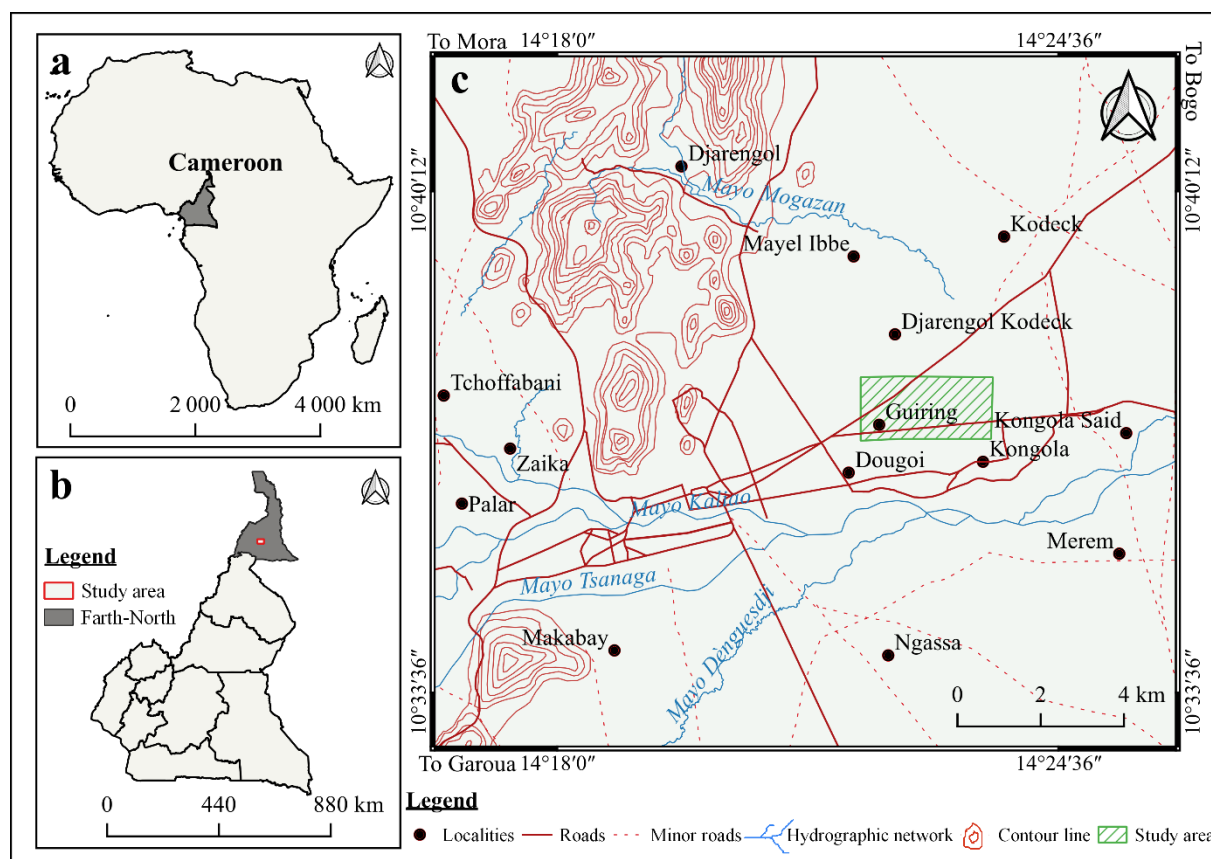 a
Cameroon
0 2 000 4 000 km
b
Legend
Study area
Farth-North
0 440 880 km
To Mora 14°18′0″ 14°24′36″
To Bogo
c
10°40′12″ 10°40′12″
Djarengol
Mayo Mogazan
Kodeck
Mayel Ibbe
Djarengol Kodeck
Tchoffabani
Guiring
Kongola Said
Zaika
Dougoi
Kongola
Palar
Mayo Kaliao
Merem
Mayo Tsanaga
Makabay
Mayo Dènguesdji
Ngassa
10°33′36″ 10°33′36″
0 2 4 km
To Garoua 14°18′0″ 14°24′36″
Legend
Localities Roads Minor roads Hydrographic network Contour line Study area